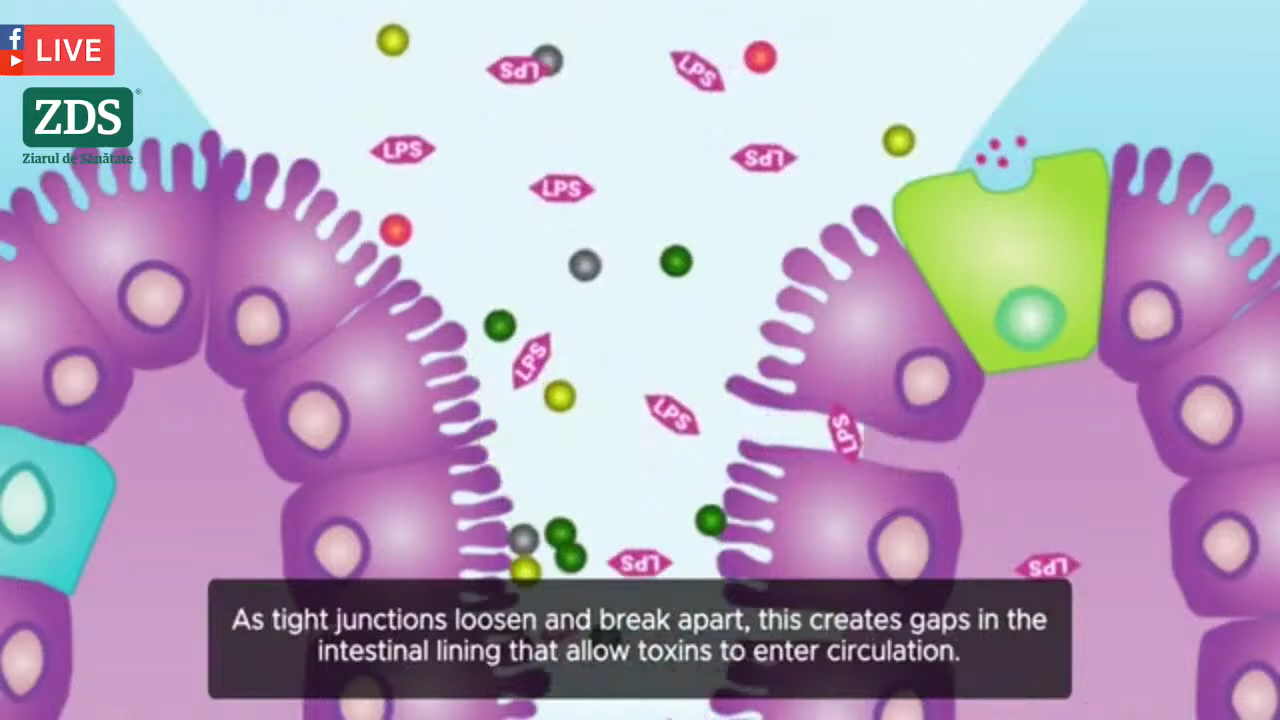 f LIVE
ZDS®
Ziarul de Sănătate
LPS
LPS
LPS
LPS
LPS
LPS
LPS
LPS
LPS
LPS
As tight junctions loosen and break apart, this creates gaps in the
intestinal lining that allow toxins to enter circulation.